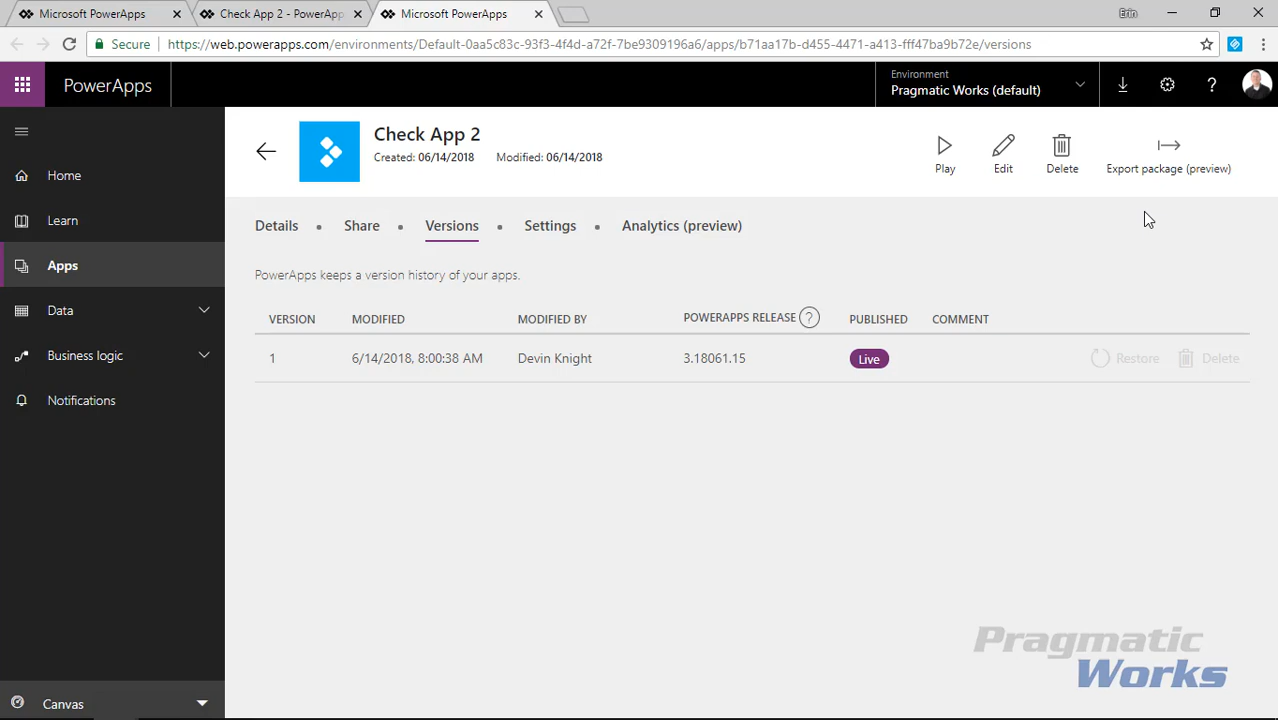 Microsoft PowerApps
Check App 2 - PowerApp
Microsoft PowerApps
Erin
Secure
https://web.powerapps.com/environments/Default-0aa5c83c-93f3-4f4d-a72f-7be9309196a6/apps/b71aa17b-d455-4471-a413-fff47ba9b72e/versions
PowerApps
Environment
Pragmatic Works (default)
?
Home
Learn
Apps
Data
Business logic
Notifications
Canvas
Check App 2
Created: 06/14/2018 Modified: 06/14/2018
Play
Edit
Delete
Export package (preview)
Details • Share • Versions • Settings • Analytics (preview)
PowerApps keeps a version history of your apps.
VERSION MODIFIED MODIFIED BY POWERAPPS RELEASE ? PUBLISHED COMMENT
1 6/14/2018, 8:00:38 AM Devin Knight 3.18061.15 Live Restore Delete
Pragmatic
Works